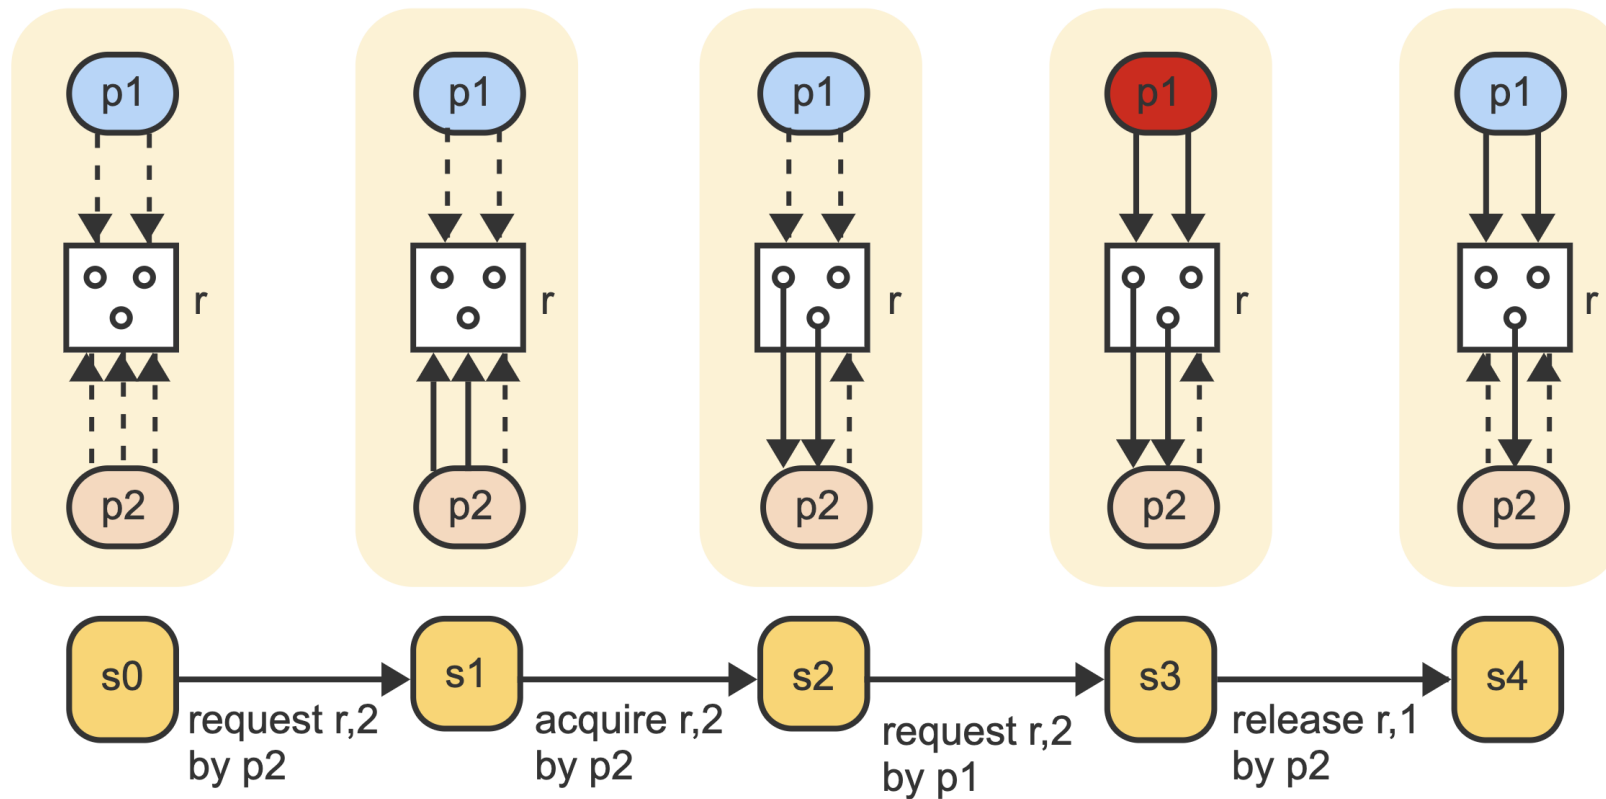 p1
p1
p1
p1
p1
r
r
r
r
r
p2
p2
p2
p2
p2
s0
s1
s2
s3
s4
request r,2
by p2
acquire r,2
by p2
request r,2
by p1
release r,1
by p2